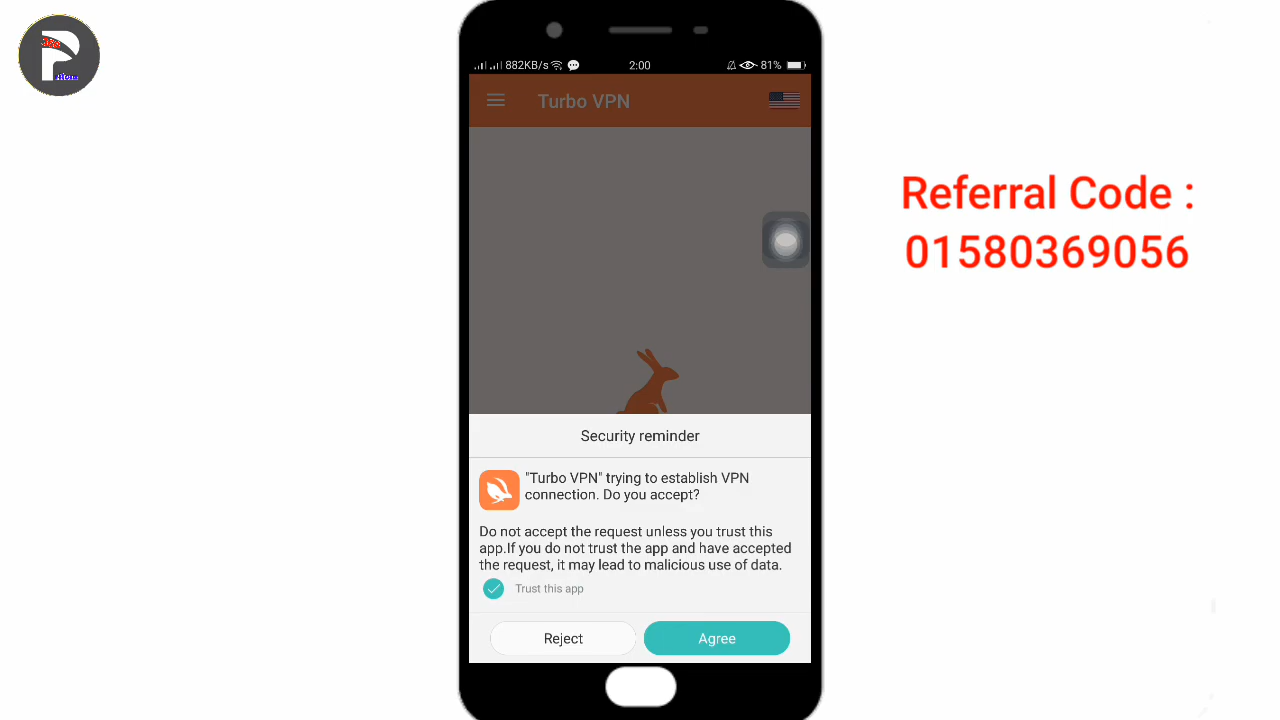 882KB/s
2:00
81%
Turbo VPN
Referral Code :
01580369056
Security reminder
"Turbo VPN" trying to establish VPN
connection. Do you accept?
Do not accept the request unless you trust this
app.If you do not trust the app and have accepted
the request, it may lead to malicious use of data.
Trust this app
Reject
Agree